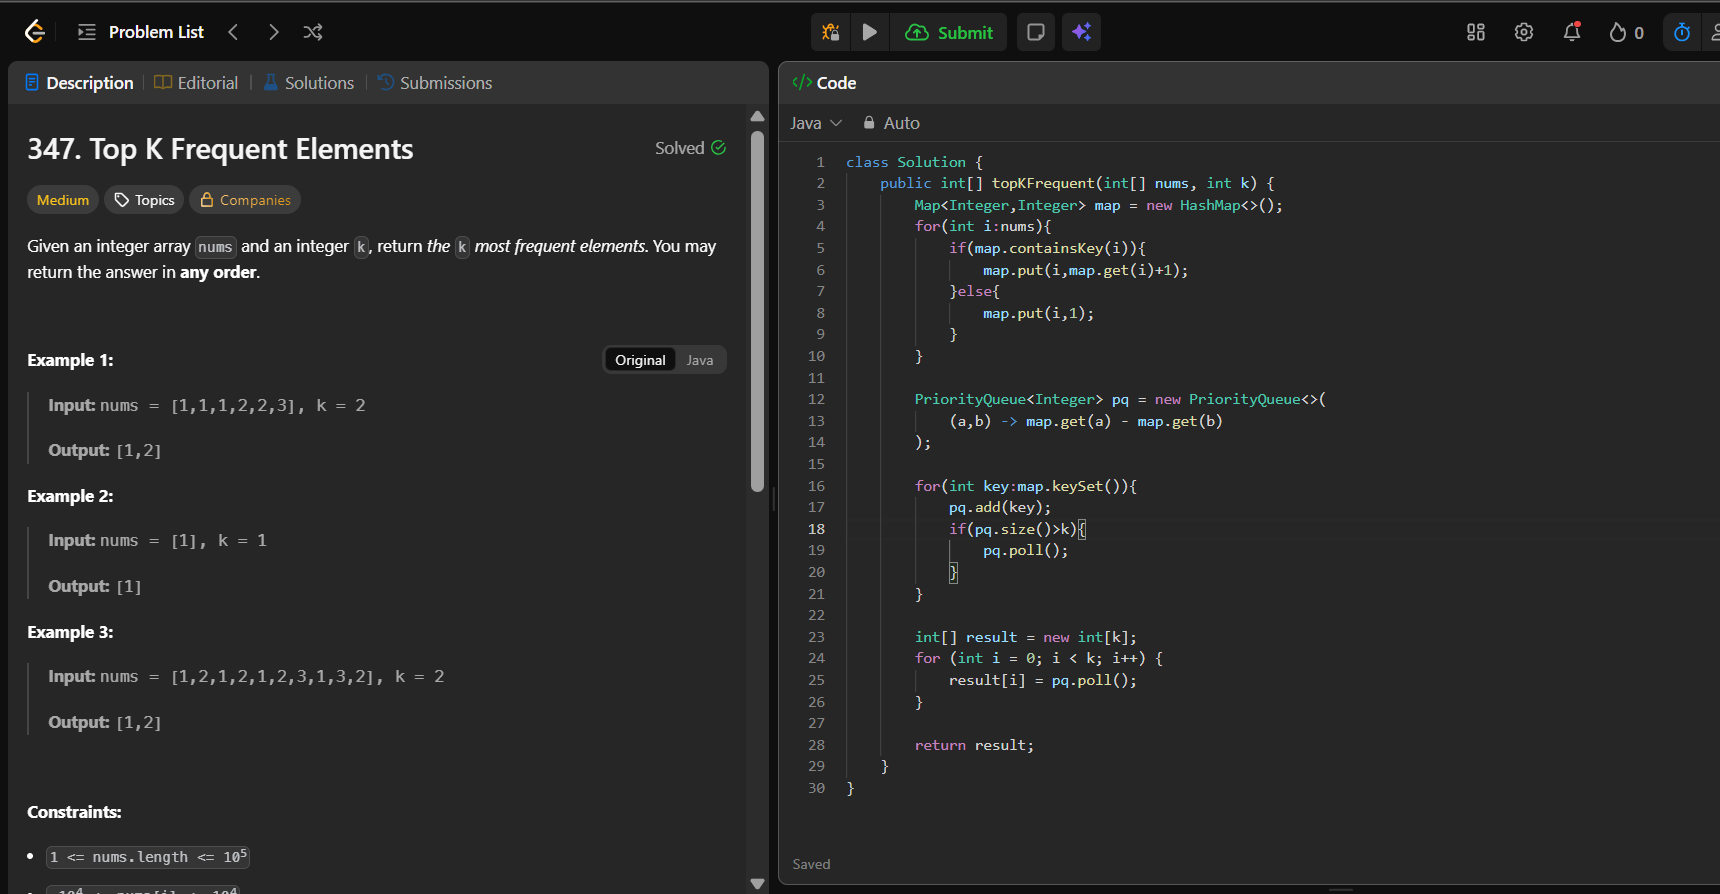 Problem List
Submit
0
Description
Editorial
Solutions
Submissions
347. Top K Frequent Elements
Solved
Medium
Topics
Companies
Given an integer array nums and an integer k, return the k most frequent elements. You may
return the answer in any order.
Example 1:
Original
Java
Input: nums = [1,1,1,2,2,3], k = 2
Output: [1,2]
Example 2:
Input: nums = [1], k = 1
Output: [1]
Example 3:
Input: nums = [1,2,1,2,1,2,3,1,3,2], k = 2
Output: [1,2]
Constraints:
• 1 <= nums.length <= 10⁵
</> Code
Java
Auto
1 class Solution {
2     public int[] topKFrequent(int[] nums, int k) {
3         Map<Integer,Integer> map = new HashMap<>();
4         for(int i:nums){
5             if(map.containsKey(i)){
6                 map.put(i,map.get(i)+1);
7             }else{
8                 map.put(i,1);
9             }
10         }
11
12         PriorityQueue<Integer> pq = new PriorityQueue<>(
13             (a,b) -> map.get(a) - map.get(b)
14         );
15
16         for(int key:map.keySet()){
17             pq.add(key);
18             if(pq.size()>k){
19                 pq.poll();
20             }
21         }
22
23         int[] result = new int[k];
24         for (int i = 0; i < k; i++) {
25             result[i] = pq.poll();
26         }
27
28         return result;
29     }
30 }
Saved